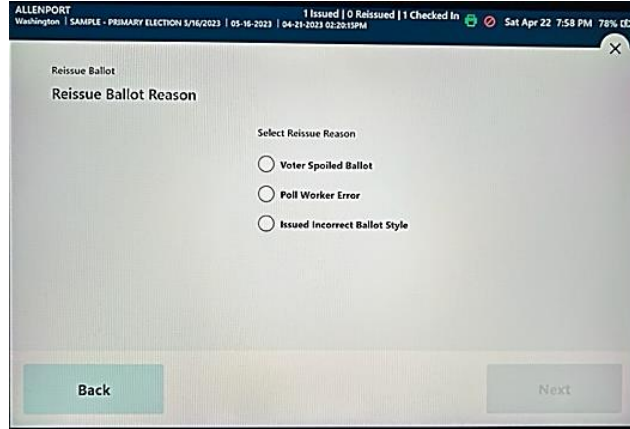 ALLENPORT
1 Issued | 0 Reissued | 1 Checked In
Washington | SAMPLE - PRIMARY ELECTION 5/16/2023 | 05-16-2023 | 04-21-2023 02:20:15PM
Sat Apr 22 7:58 PM 78%
Reissue Ballot
Reissue Ballot Reason
Select Reissue Reason
Voter Spoiled Ballot
Poll Worker Error
Issued Incorrect Ballot Style
Back
Next